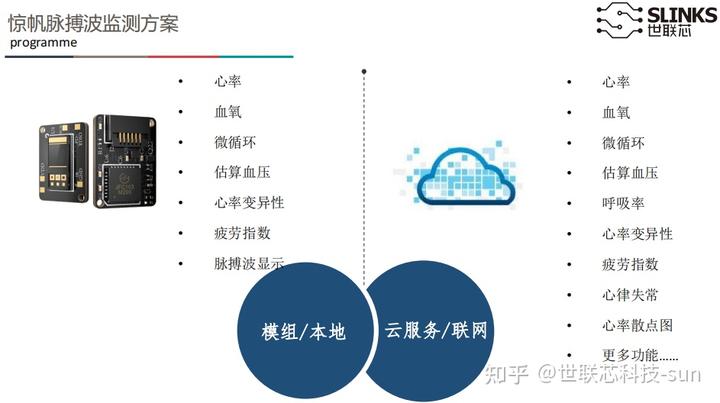 惊帆脉搏波监测方案
programme
SLINKS
世联芯
• 心率
• 血氧
• 微循环
• 估算血压
• 心率变异性
• 疲劳指数
• 脉搏波显示
JFC103
模组/本地
云服务/联网
• 心率
• 血氧
• 微循环
• 估算血压
• 呼吸率
• 心率变异性
• 疲劳指数
• 心律失常
• 心率散点图
• 更多功能......
知乎 @世联芯科技-sun